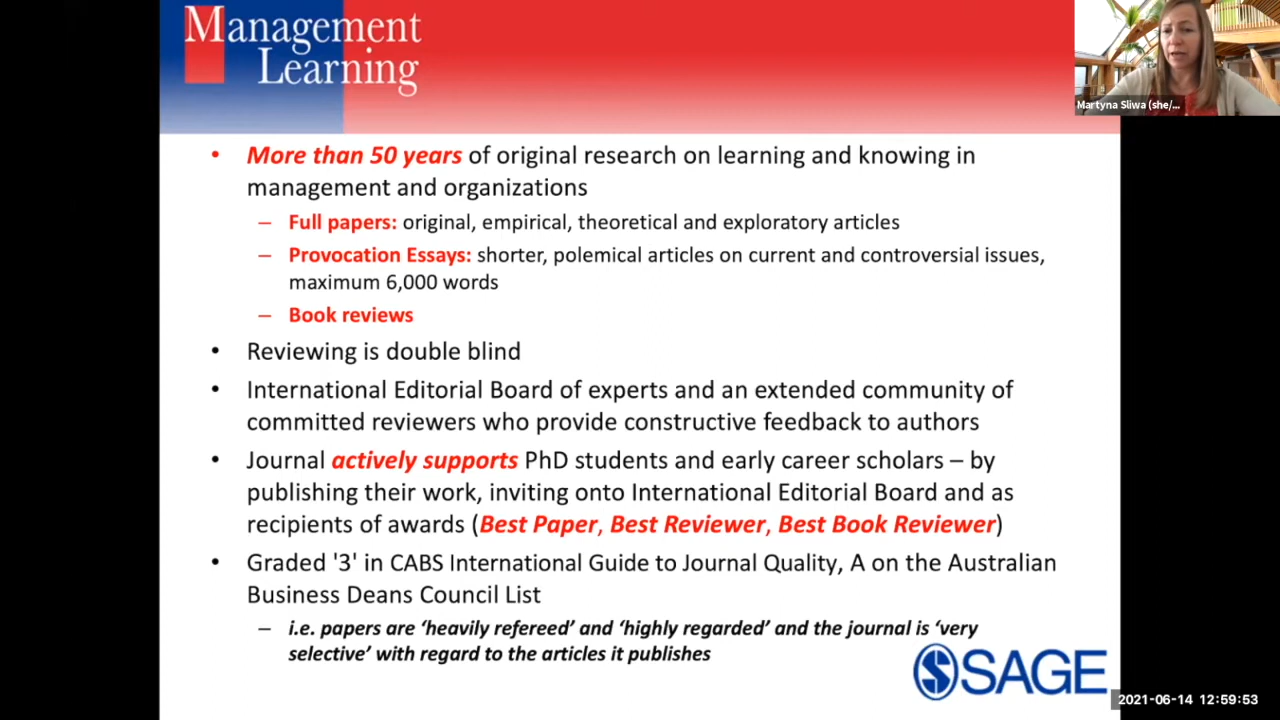 Management
Learning
Martyna Sliwa (she/...
• More than 50 years of original research on learning and knowing in
management and organizations
– Full papers: original, empirical, theoretical and exploratory articles
– Provocation Essays: shorter, polemical articles on current and controversial issues,
maximum 6,000 words
– Book reviews
• Reviewing is double blind
• International Editorial Board of experts and an extended community of
committed reviewers who provide constructive feedback to authors
• Journal actively supports PhD students and early career scholars – by
publishing their work, inviting onto International Editorial Board and as
recipients of awards (Best Paper, Best Reviewer, Best Book Reviewer)
• Graded '3' in CABS International Guide to Journal Quality, A on the Australian
Business Deans Council List
– i.e. papers are ‘heavily refereed’ and ‘highly regarded’ and the journal is ‘very
selective’ with regard to the articles it publishes
SAGE
2021-06-14 12:59:53